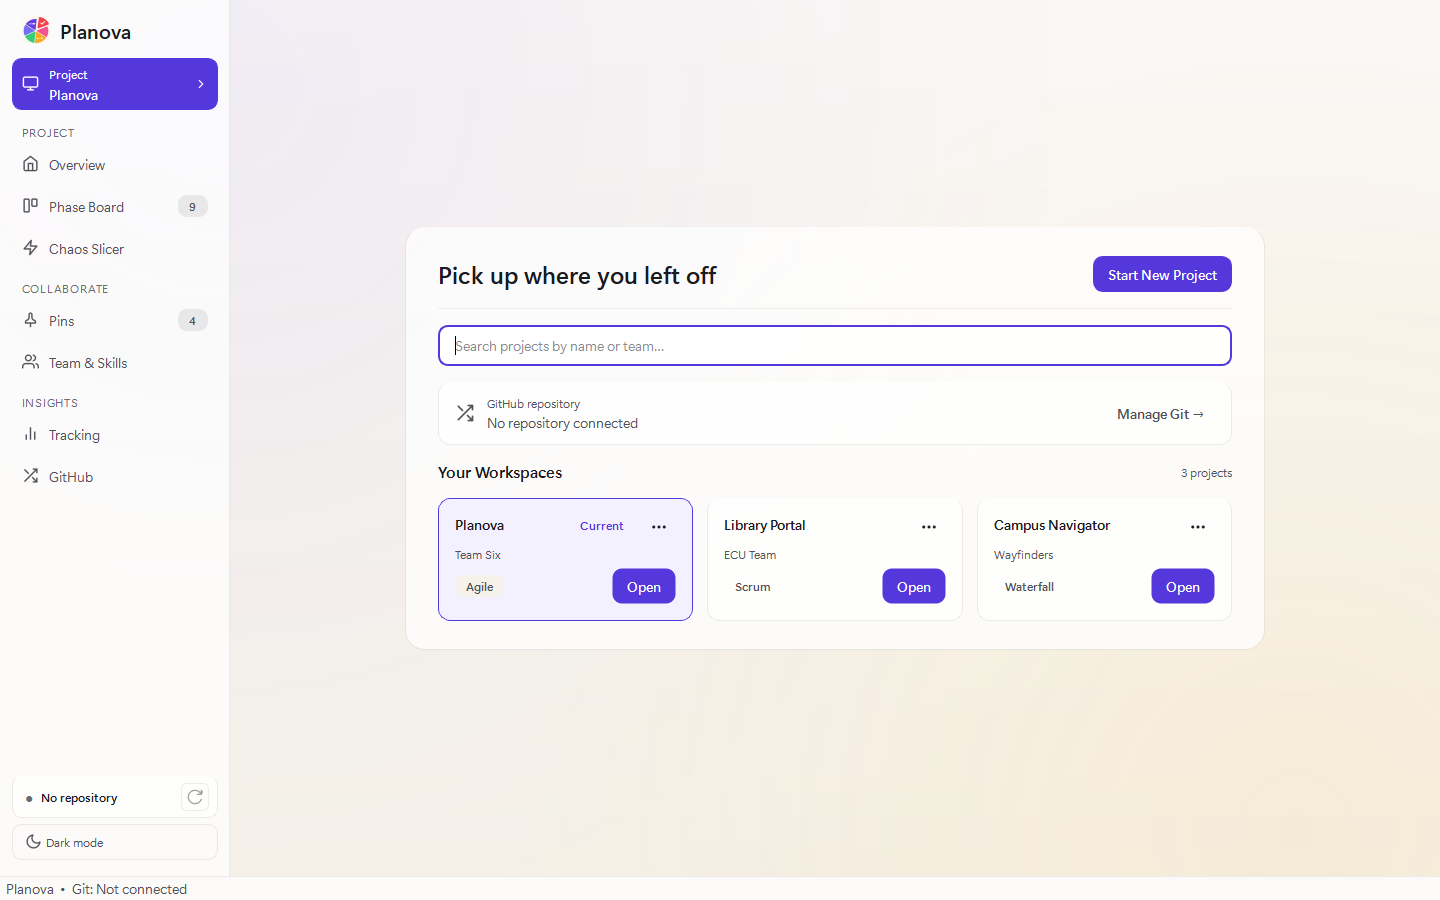 Planova
Project
Planova
PROJECT
Overview
Phase Board 9
Chaos Slicer
COLLABORATE
Pins 4
Team & Skills
INSIGHTS
Tracking
GitHub
No repository
Dark mode
Pick up where you left off
Start New Project
Search projects by name or team...
GitHub repository
No repository connected
Manage Git →
Your Workspaces
3 projects
Planova Current
Team Six
Agile Open
Library Portal
ECU Team
Scrum Open
Campus Navigator
Wayfinders
Waterfall Open
Planova • Git: Not connected